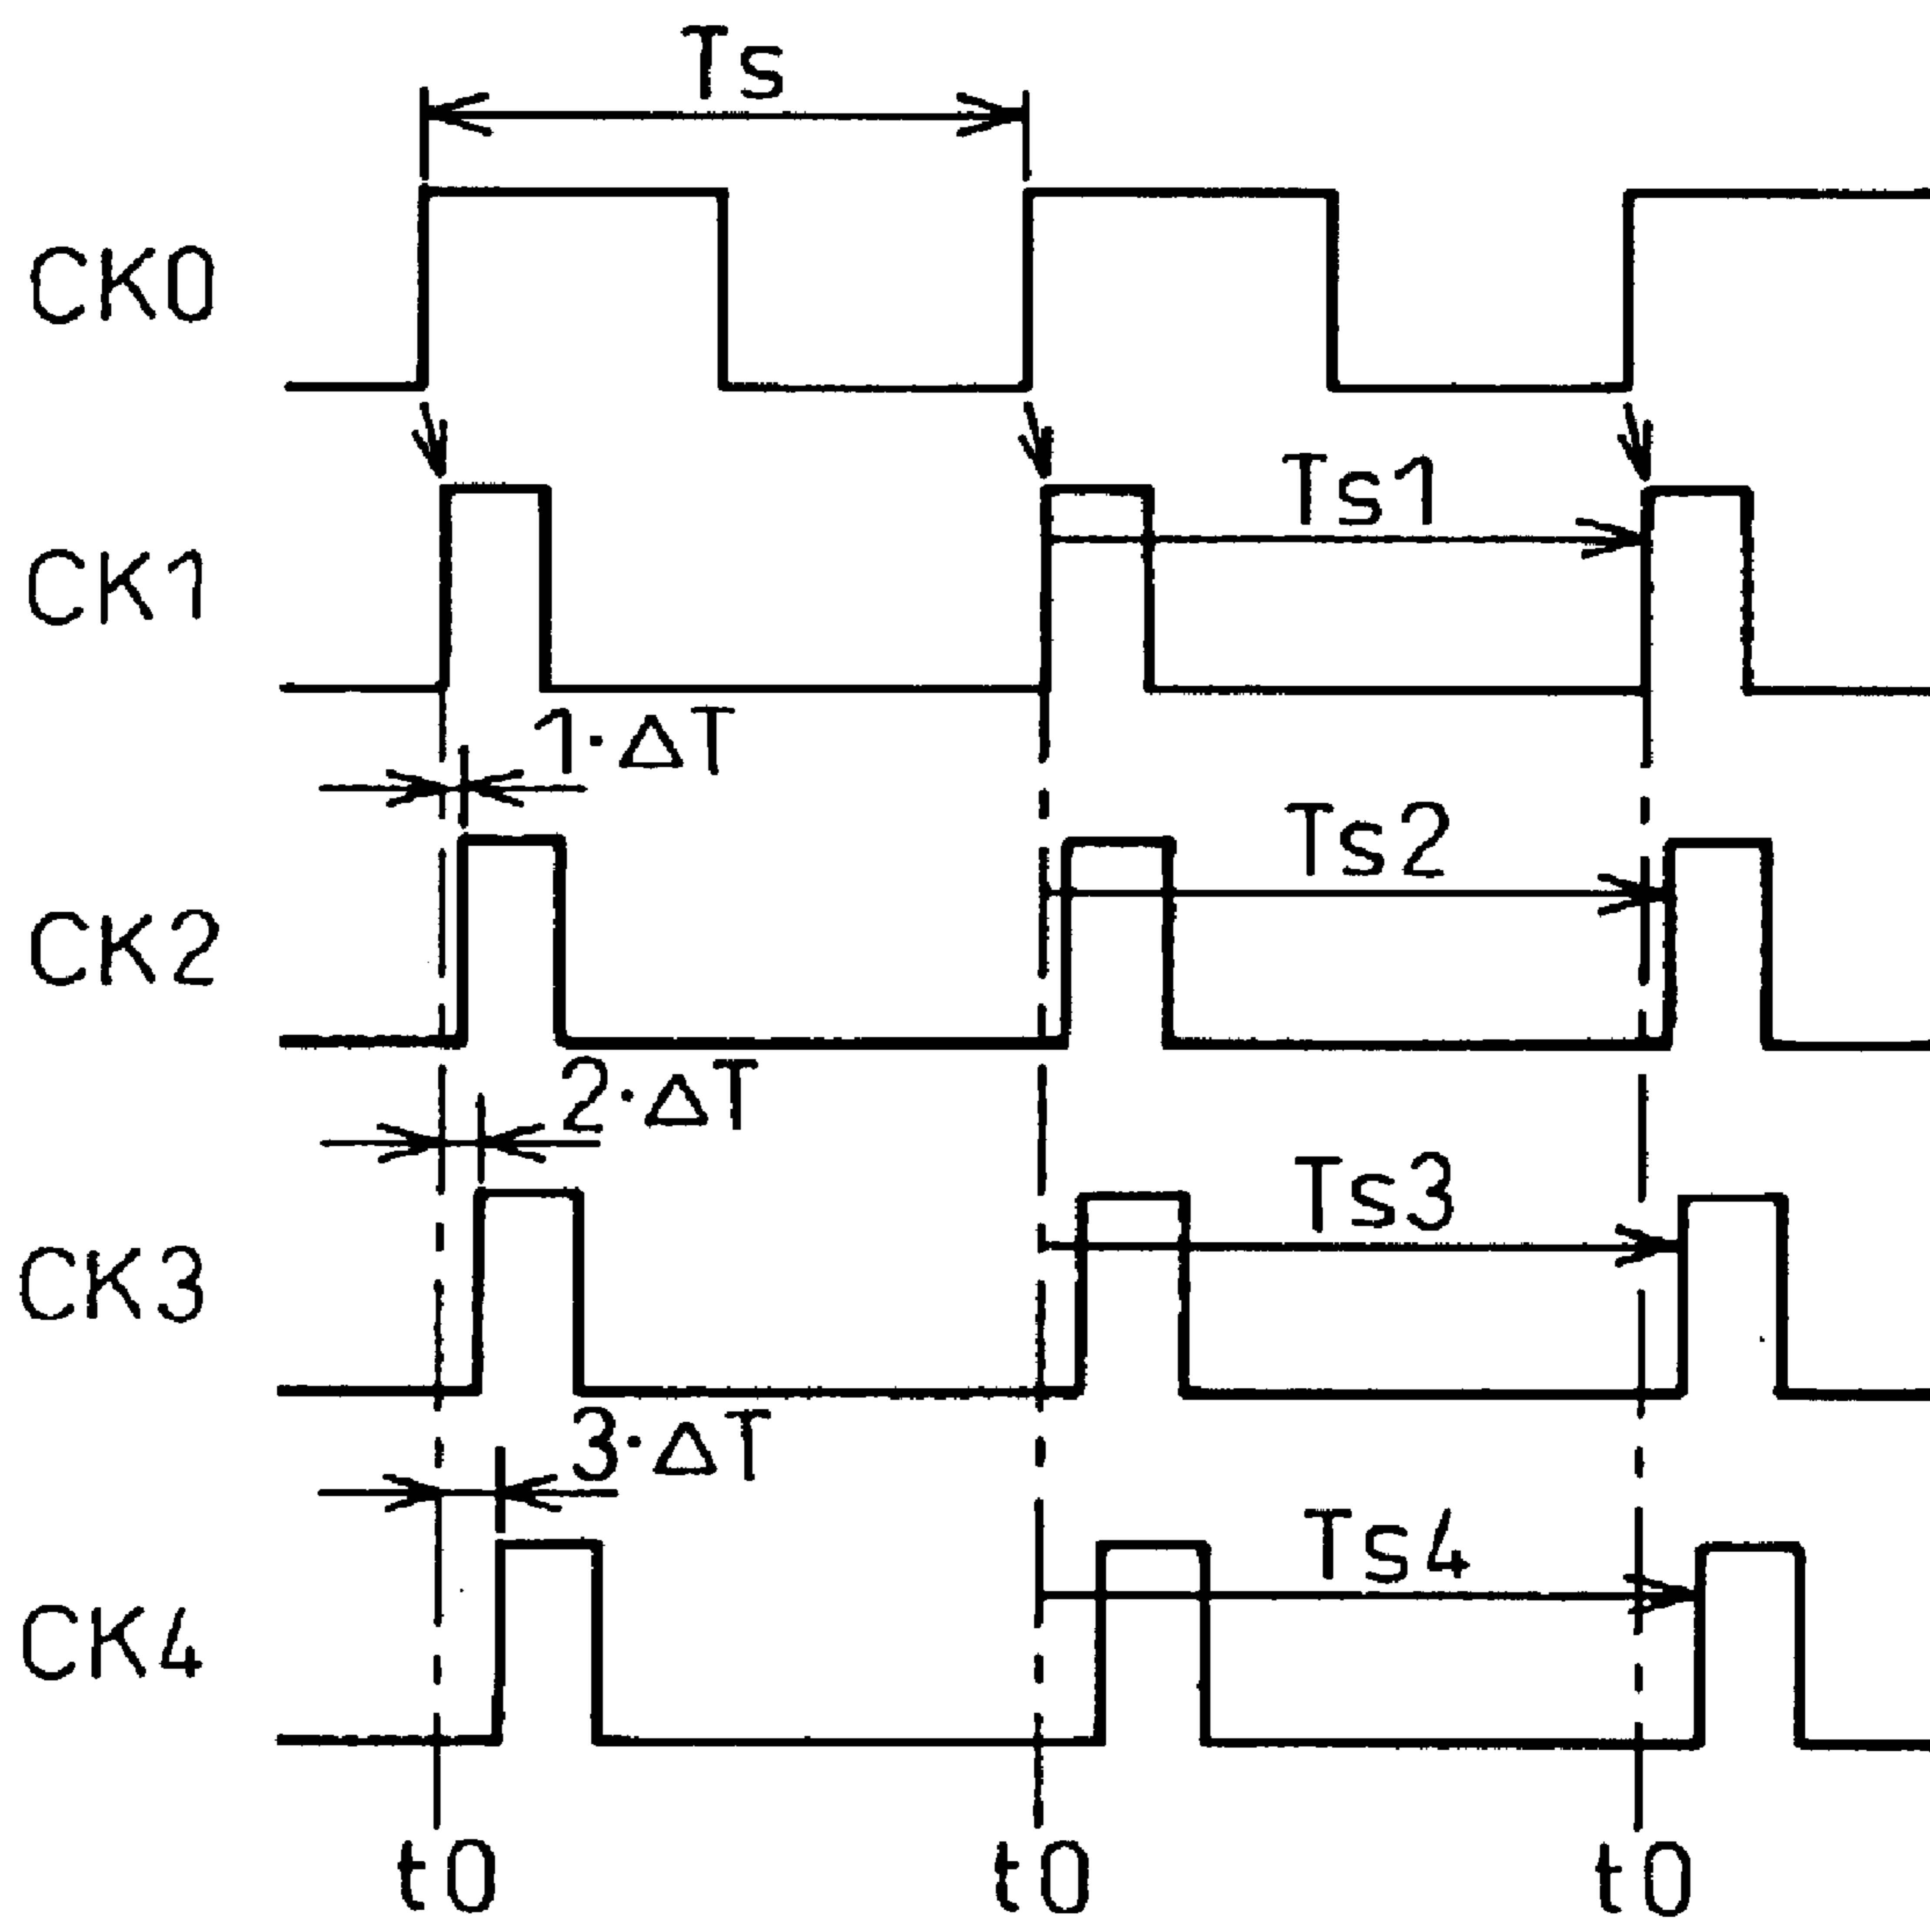 Ts
CK0
Ts1
CK1
1·ΔT
Ts2
CK2
2·ΔT
Ts3
CK3
3·ΔT
Ts4
CK4
t0 t0 t0